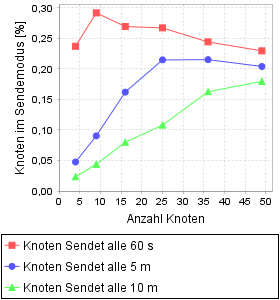 Knoten im Sendemodus [%]
0,30
0,25
0,20
0,15
0,10
0,05
0,00
0 5 10 15 20 25 30 35 40 45 50
Anzahl Knoten
Knoten Sendet alle 60 s
Knoten Sendet alle 5 m
Knoten Sendet alle 10 m